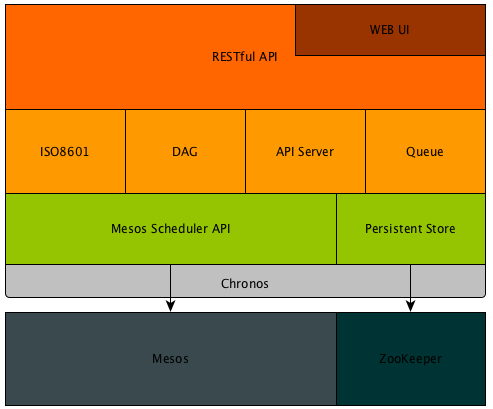 WEB UI
RESTful API
ISO8601
DAG
API Server
Queue
Mesos Scheduler API
Persistent Store
Chronos
Mesos
ZooKeeper